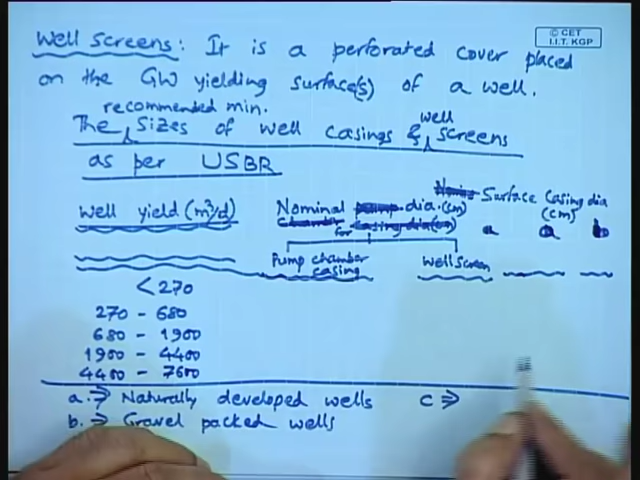 © CET
I.I.T. KGP
Well Screens: It is a perforated cover placed
on the GW yielding surface(s) of a well.
recommended min.
The Sizes of well casings & well screens
as per USBR
Well yield (m³/d)
Nominal dia. (cm)
for
Surface Casing dia
(cm)
a a b
Pump chamber
casing
Well Screen
<270
270 - 680
680 - 1900
1900 - 4400
4400 - 7600
a. ⇒ Naturally developed wells
c ⇒
b. ⇒ Gravel packed wells